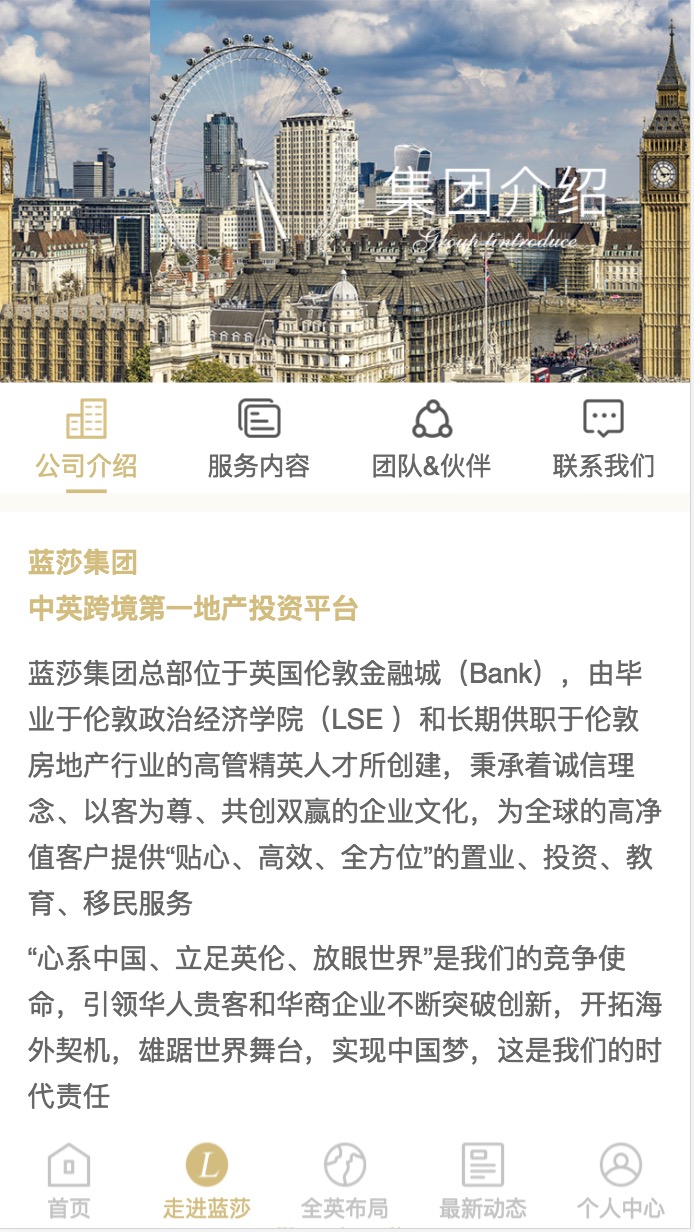 集团介绍
Group lintroduce
公司介绍
服务内容
团队&伙伴
联系我们
蓝莎集团
中英跨境第一地产投资平台
蓝莎集团总部位于英国伦敦金融城（Bank），由毕
业于伦敦政治经济学院（LSE ）和长期供职于伦敦
房地产行业的高管精英人才所创建，秉承着诚信理
念、以客为尊、共创双赢的企业文化，为全球的高净
值客户提供“贴心、高效、全方位”的置业、投资、教
育、移民服务
“心系中国、立足英伦、放眼世界”是我们的竞争使
命，引领华人贵客和华商企业不断突破创新，开拓海
外契机，雄踞世界舞台，实现中国梦，这是我们的时
代责任
L
首页
走进蓝莎
全英布局
最新动态
个人中心